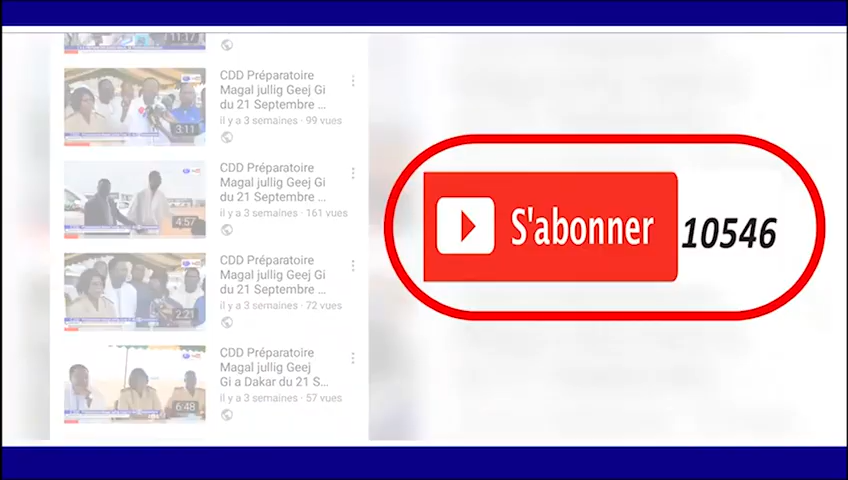 11:17
CDD Préparatoire
Magal jullig Geej Gi
du 21 Septembre ...
il y a 3 semaines · 99 vues
3:11
CDD Préparatoire
Magal jullig Geej Gi
du 21 Septembre ...
il y a 3 semaines · 161 vues
4:57
CDD Préparatoire
Magal jullig Geej Gi
du 21 Septembre ...
il y a 3 semaines · 72 vues
2:21
CDD Préparatoire
Magal jullig Geej
Gi a Dakar du 21 S...
il y a 3 semaines · 57 vues
6:48
S'abonner
10546